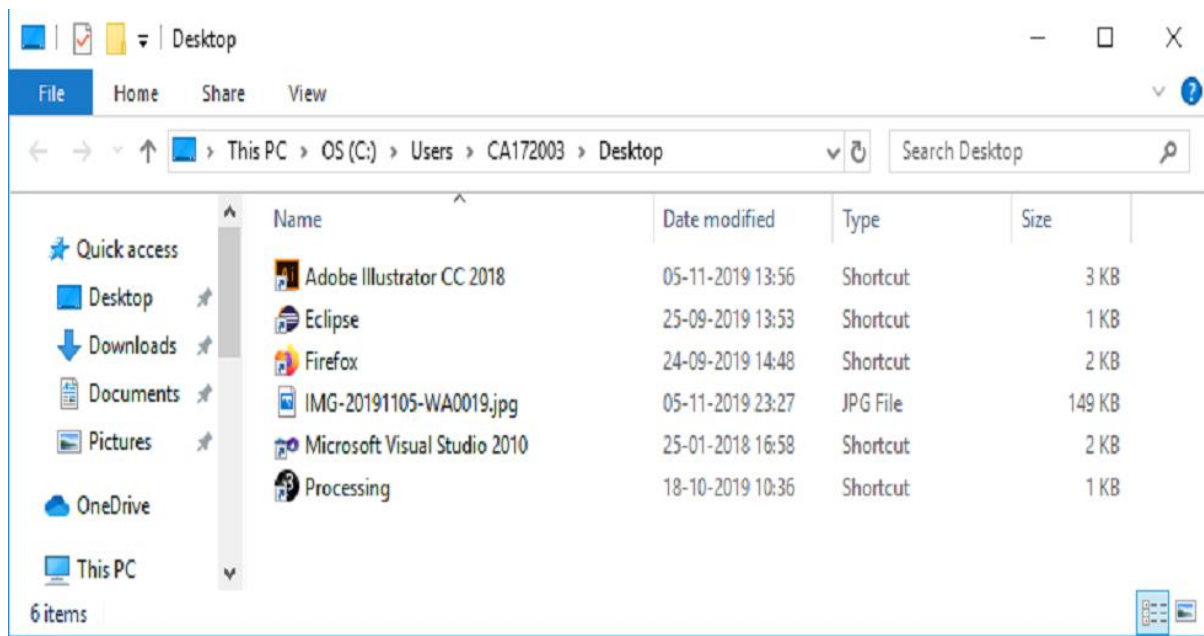 Desktop
File Home Share View
This PC > OS (C:) > Users > CA172003 > Desktop Search Desktop
Name Date modified Type Size
Quick access
Desktop
Downloads
Documents
Pictures
OneDrive
This PC
Adobe Illustrator CC 2018 05-11-2019 13:56 Shortcut 3 KB
Eclipse 25-09-2019 13:53 Shortcut 1 KB
Firefox 24-09-2019 14:48 Shortcut 2 KB
IMG-20191105-WA0019.jpg 05-11-2019 23:27 JPG File 149 KB
Microsoft Visual Studio 2010 25-01-2018 16:58 Shortcut 2 KB
Processing 18-10-2019 10:36 Shortcut 1 KB
6 items